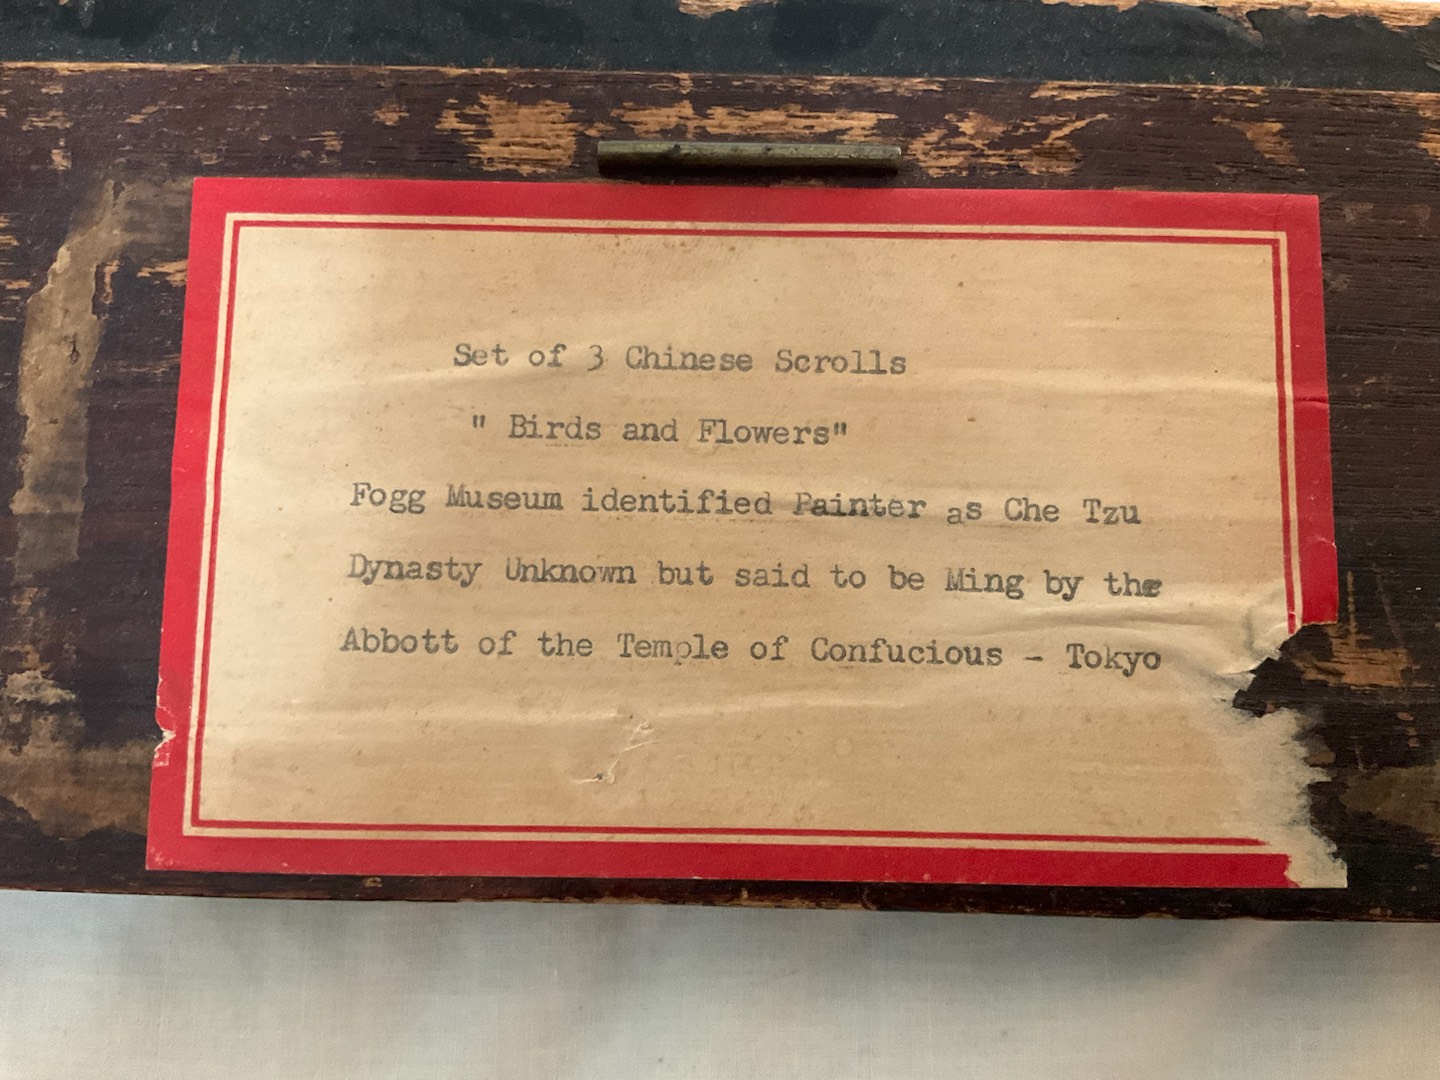 Set of 3 Chinese Scrolls
" Birds and Flowers"
Fogg Museum identified Painter as Che Tzu
Dynasty Unknown but said to be Ming by the
Abbott of the Temple of Confucious - Tokyo